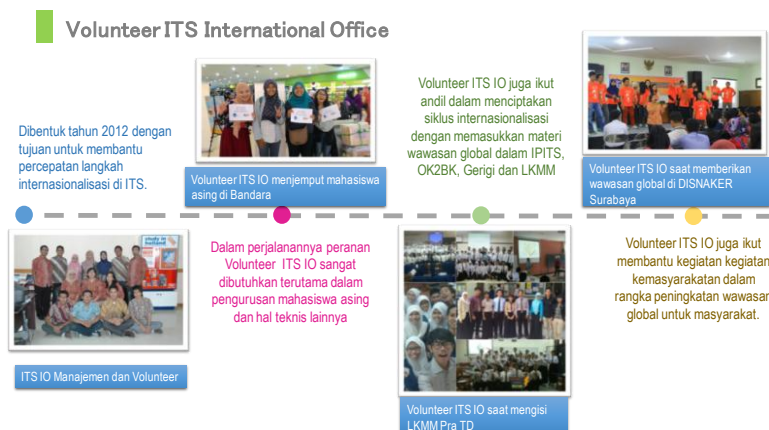 Volunteer ITS International Office
Dibentuk tahun 2012 dengan
tujuan untuk membantu
percepatan langkah
internasionalisasi di ITS.
Volunteer ITS IO menjemput mahasiswa
asing di Bandara
Volunteer ITS IO juga ikut
andil dalam menciptakan
siklus internasionalisasi
dengan memasukkan materi
wawasan global dalam IPITS,
OK2BK, Gerigi dan LKMM
Volunteer ITS IO saat memberikan
wawasan global di DISNAKER
Surabaya
study in
holland
ITS IO Manajemen dan Volunteer
Dalam perjalanannya peranan
Volunteer ITS IO sangat
dibutuhkan terutama dalam
pengurusan mahasiswa asing
dan hal teknis lainnya
Volunteer ITS IO saat mengisi
LKMM Pra TD
Volunteer ITS IO juga ikut
membantu kegiatan kegiatan
kemasyarakatan dalam
rangka peningkatan wawasan
global untuk masyarakat.